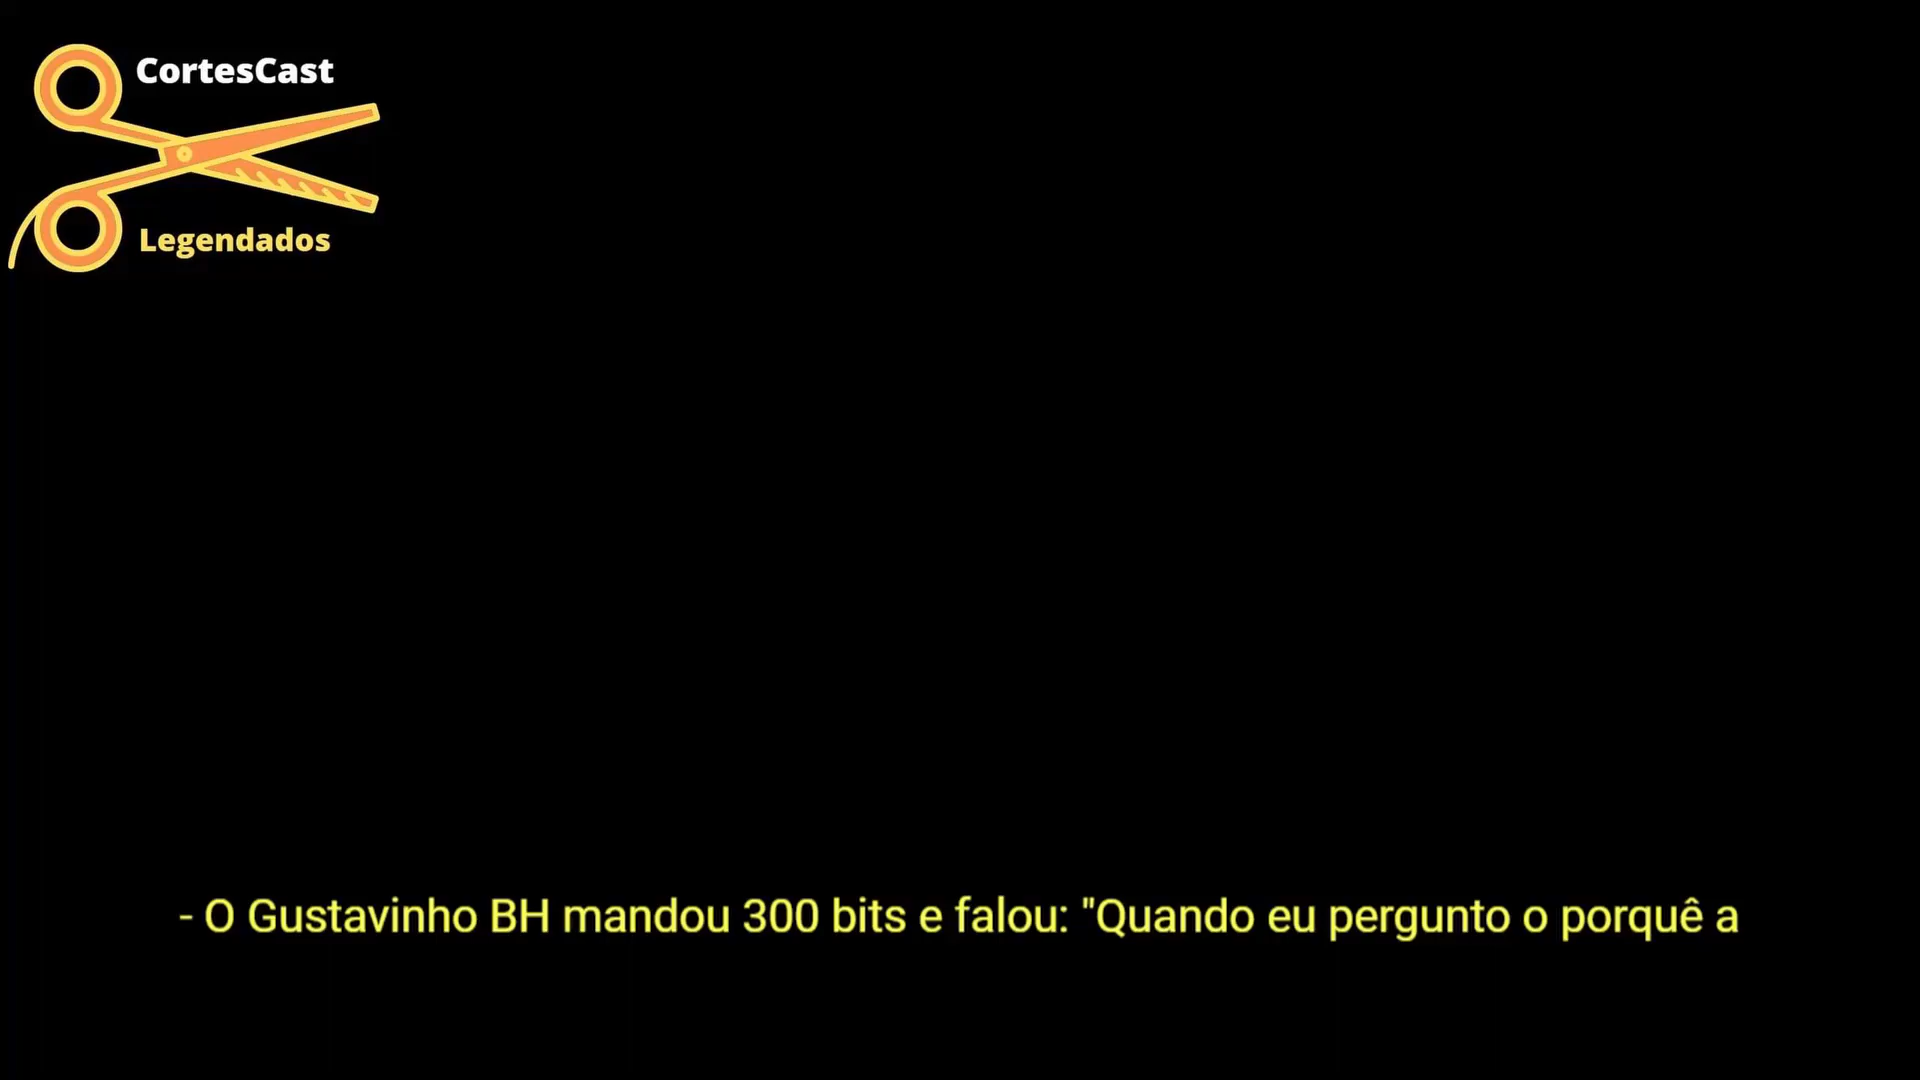 CortesCast
Legendados
- O Gustavinho BH mandou 300 bits e falou: "Quando eu pergunto o porquê a